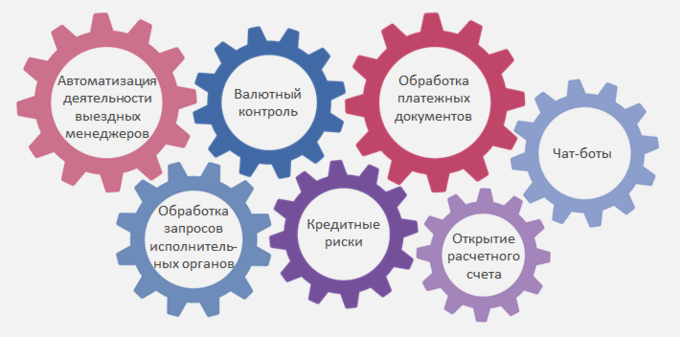 Автоматизация
деятельности
выездных
менеджеров
Валютный
контроль
Обработка
платежных
документов
Чат-боты
Обработка
запросов
исполнитель-
ных органов
Кредитные
риски
Открытие
расчетного
счета